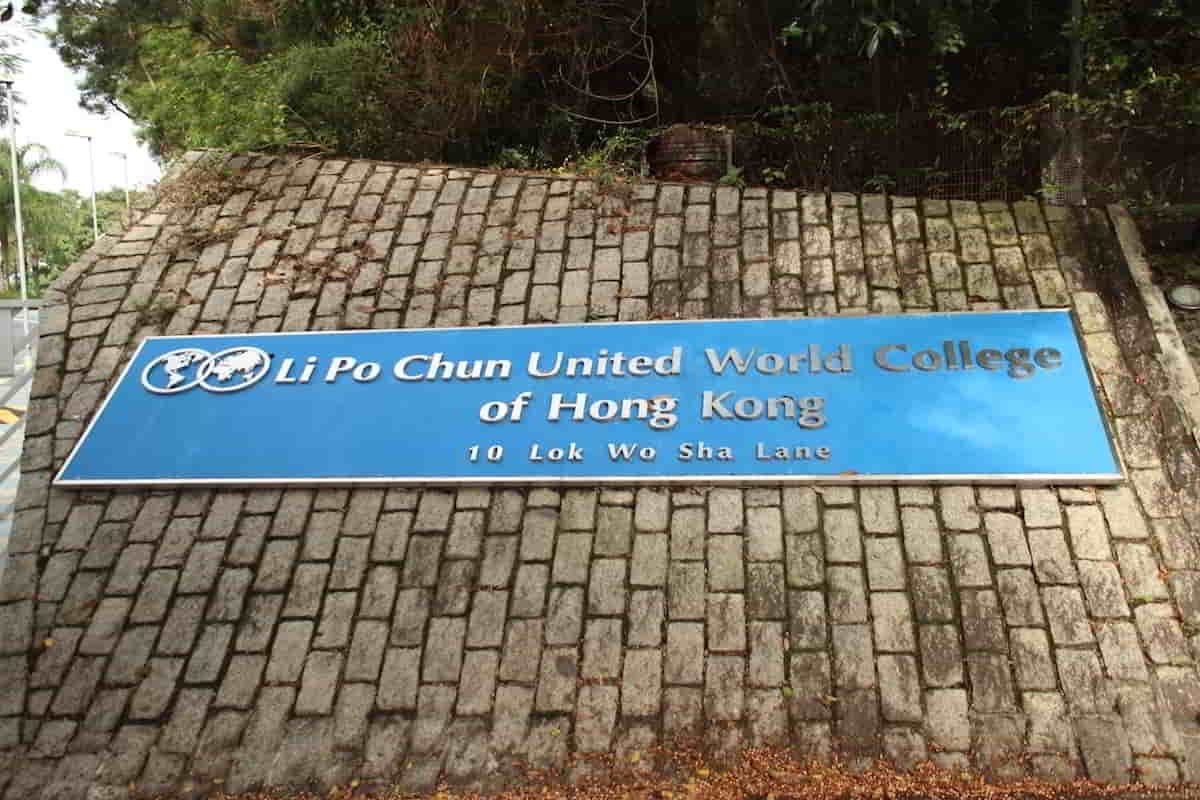 Li Po Chun United World College
of Hong Kong
10 Lok Wo Sha Lane